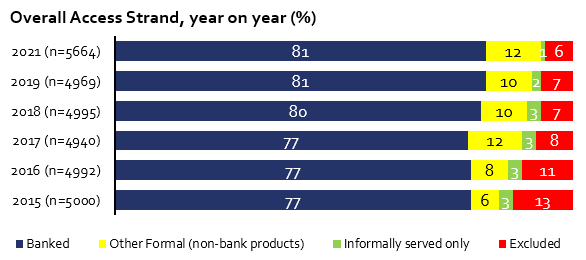 Overall Access Strand, year on year (%)
2021 (n=5664) 81 12 1 6
2019 (n=4969) 81 10 2 7
2018 (n=4995) 80 10 3 7
2017 (n=4940) 77 12 3 8
2016 (n=4992) 77 8 3 11
2015 (n=5000) 77 6 3 13
Banked Other Formal (non-bank products) Informally served only Excluded